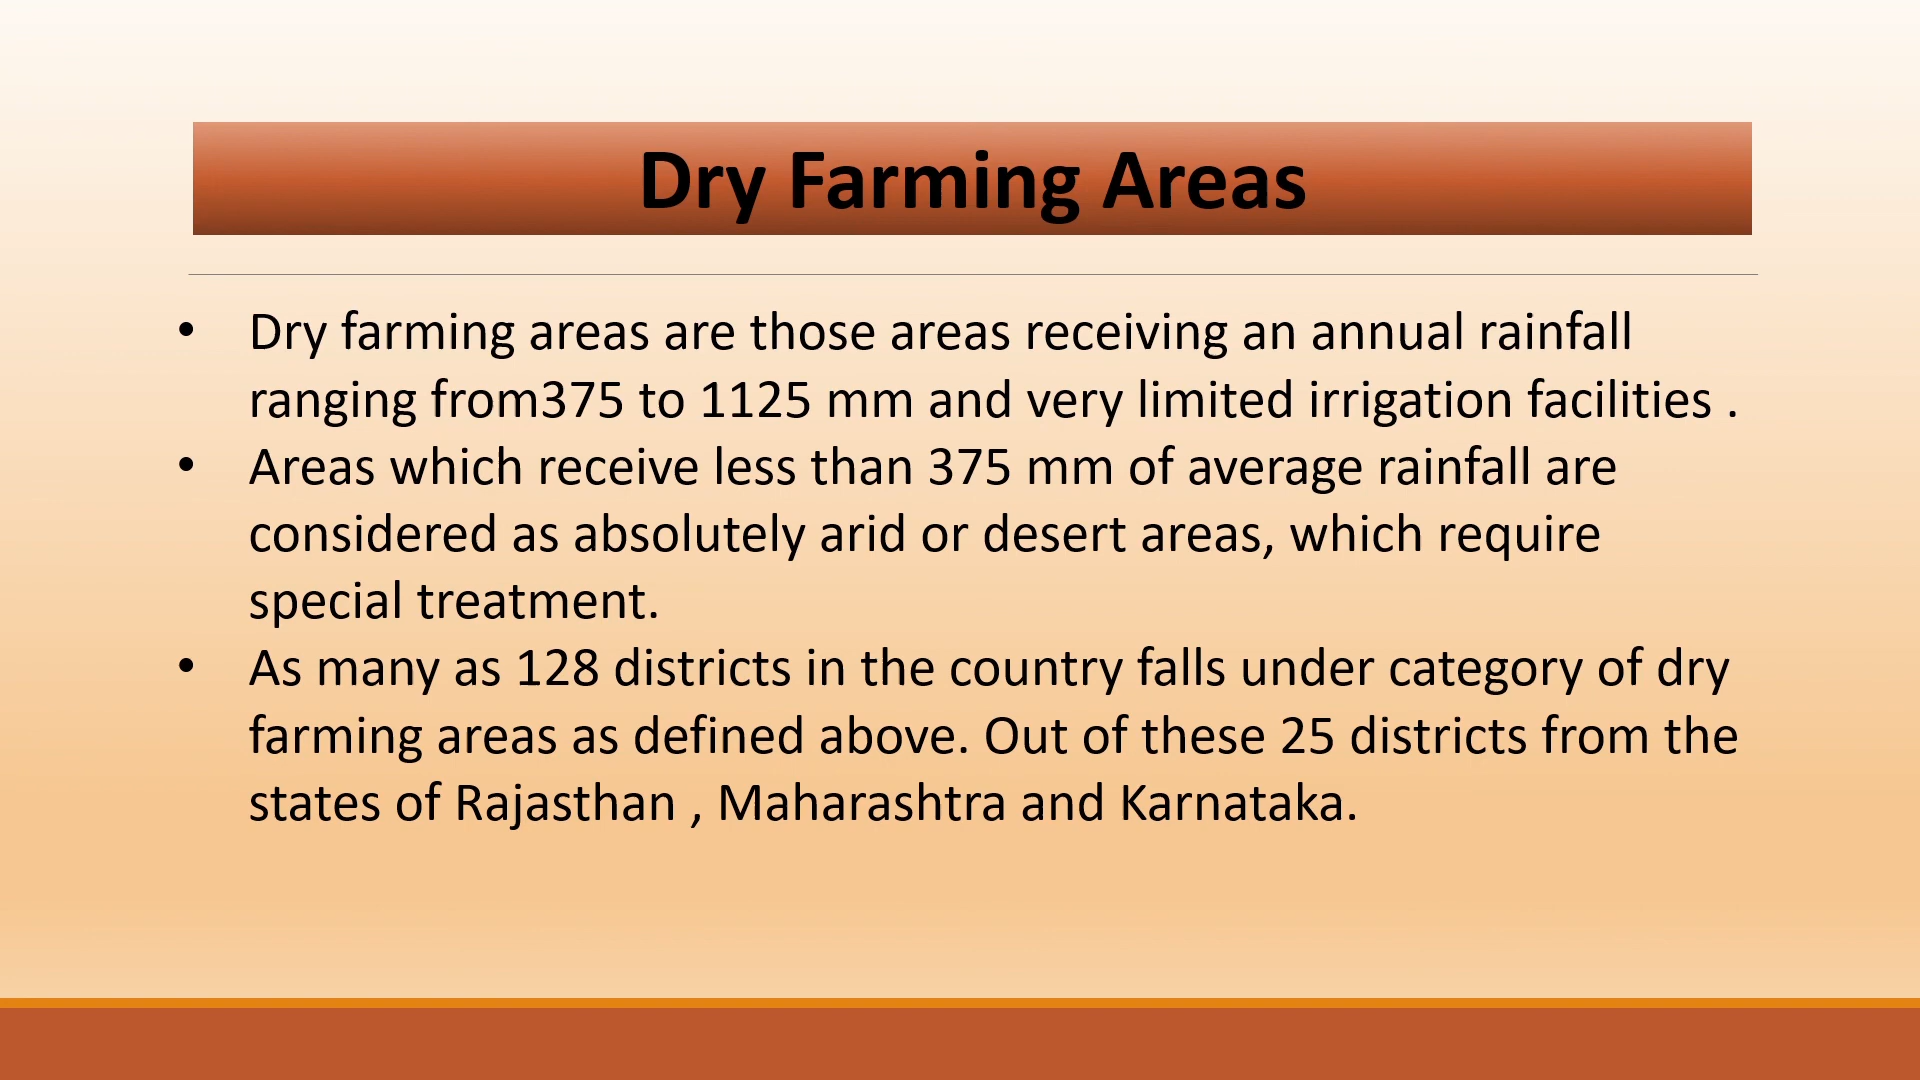 Dry Farming Areas
• Dry farming areas are those areas receiving an annual rainfall
ranging from375 to 1125 mm and very limited irrigation facilities .
• Areas which receive less than 375 mm of average rainfall are
considered as absolutely arid or desert areas, which require
special treatment.
• As many as 128 districts in the country falls under category of dry
farming areas as defined above. Out of these 25 districts from the
states of Rajasthan , Maharashtra and Karnataka.